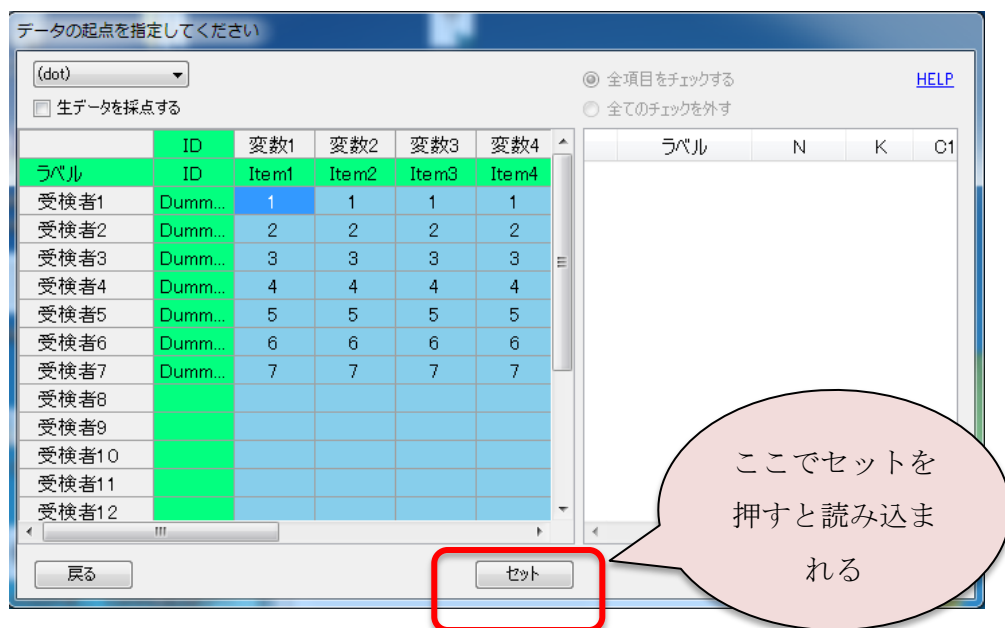 データの起点を指定してください
(dot)
生データを採点する
全項目をチェックする
全てのチェックを外す
HELP
ID 変数1 変数2 変数3 変数4
ラベル ID Item1 Item2 Item3 Item4
受検者1 Dumm... 1 1 1 1
受検者2 Dumm... 2 2 2 2
受検者3 Dumm... 3 3 3 3
受検者4 Dumm... 4 4 4 4
受検者5 Dumm... 5 5 5 5
受検者6 Dumm... 6 6 6 6
受検者7 Dumm... 7 7 7 7
受検者8
受検者9
受検者10
受検者11
受検者12
ラベル N K C1
戻る
セット
ここでセットを
押すと読み込ま
れる